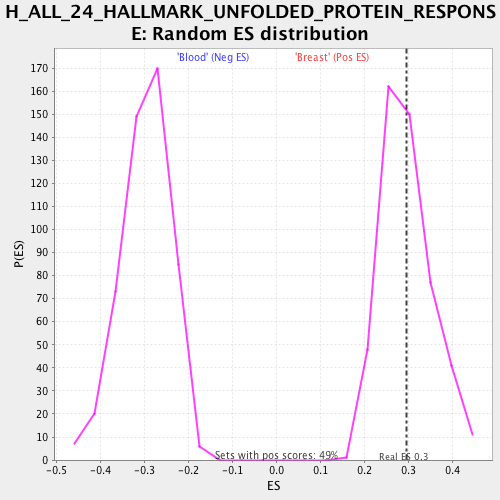 H_ALL_24_HALLMARK_UNFOLDED_PROTEIN_RESPONS
E: Random ES distribution
'Blood' (Neg ES) 'Breast' (Pos ES)
170
160
150
140
130
120
110
100
90
80
70
60
50
40
30
20
10
0
P(ES)
Sets with pos scores: 49%
Real ES 0.3
-0.5 -0.4 -0.3 -0.2 -0.1 0.0 0.1 0.2 0.3 0.4
ES